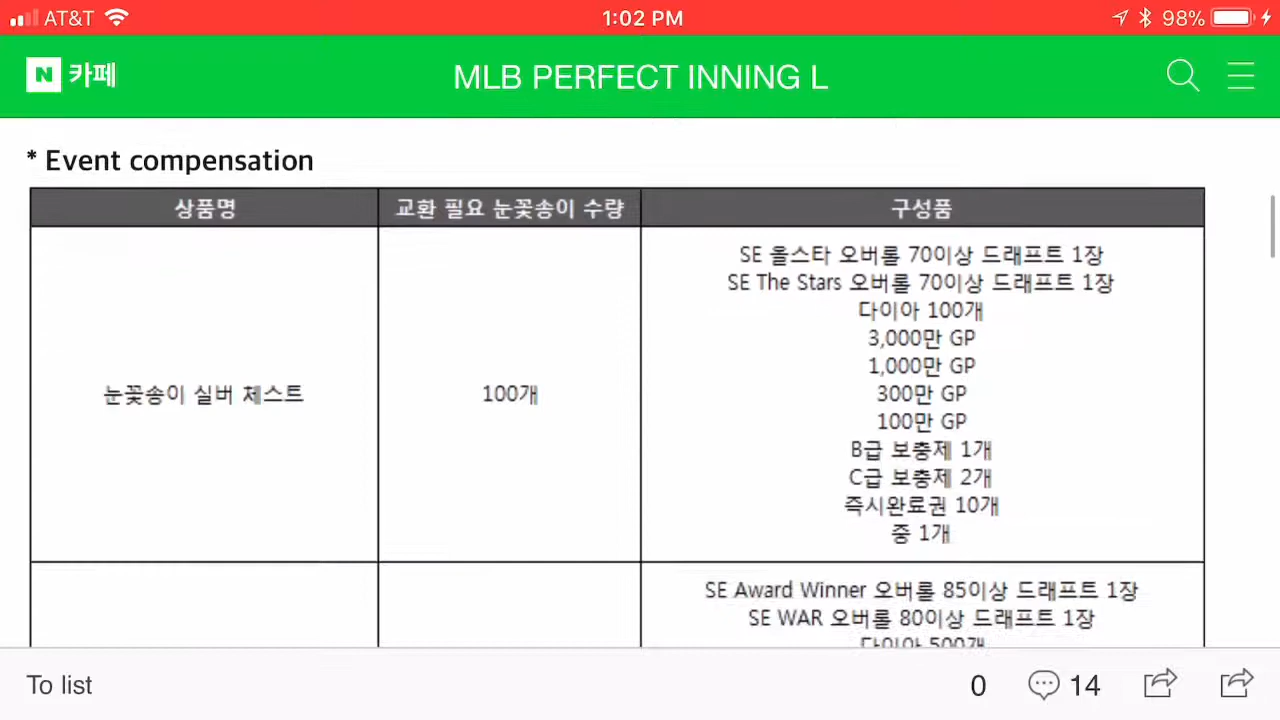 AT&T 1:02 PM 98%
N 카페 MLB PERFECT INNING L
* Event compensation
상품명 교환 필요 눈꽃송이 수량 구성품
SE 올스타 오버롤 70이상 드래프트 1장
SE The Stars 오버롤 70이상 드래프트 1장
다이아 100개
3,000만 GP
1,000만 GP
눈꽃송이 실버 체스트 100개 300만 GP
100만 GP
B급 보충제 1개
C급 보충제 2개
즉시완료권 10개
중 1개
SE Award Winner 오버롤 85이상 드래프트 1장
SE WAR 오버롤 80이상 드래프트 1장
다이아 500개
To list 0 14